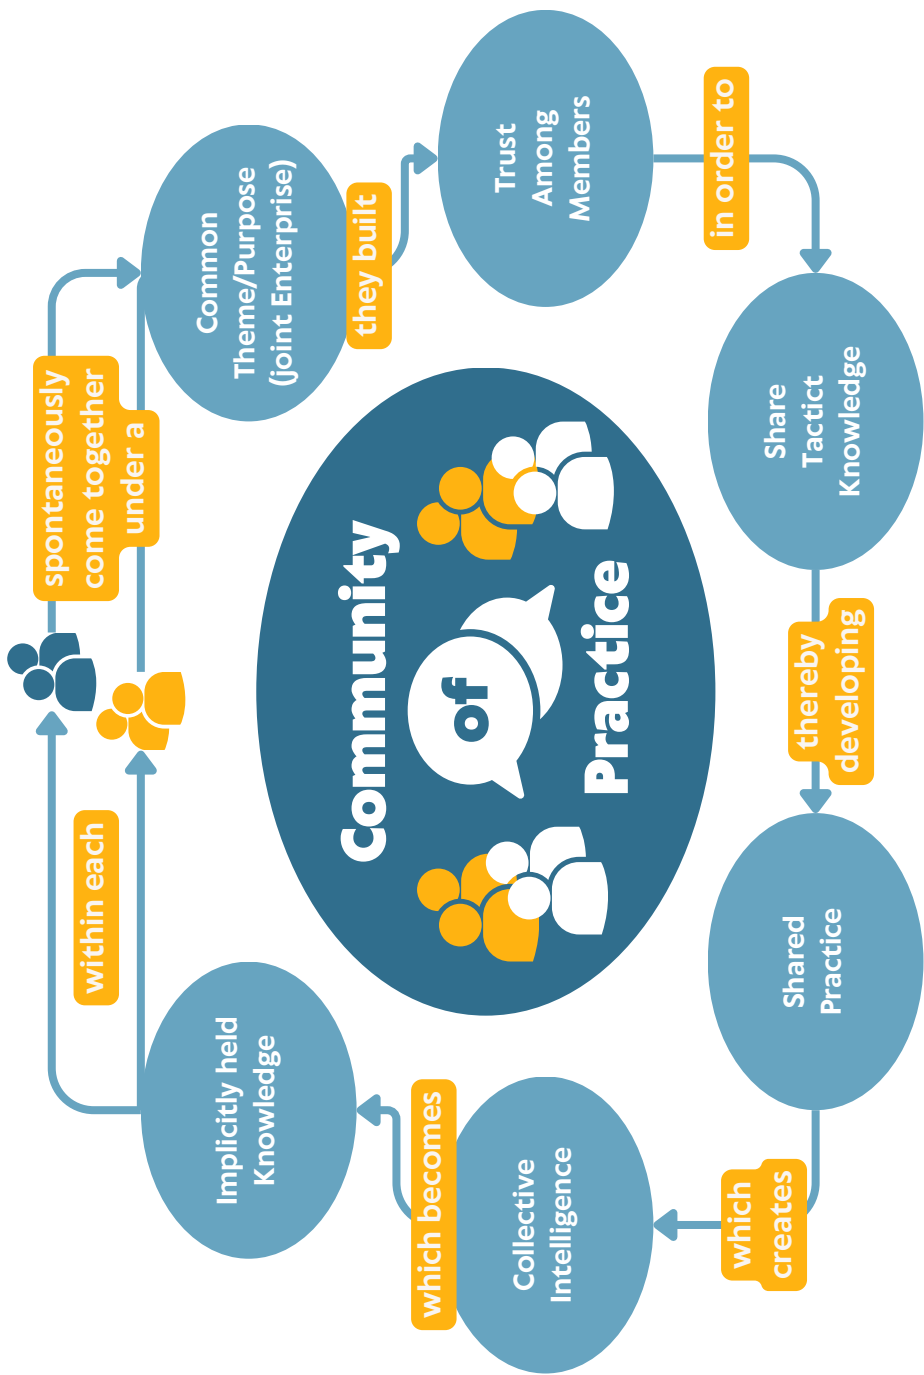 spontaneously
come together
under a
Common
Theme/Purpose
(joint Enterprise)
they built
Trust
Among
Members
in order to
Share
Tactict
Knowledge
thereby
developing
Shared
Practice
which
creates
Collective
Intelligence
which becomes
Implicitly held
Knowledge
within each
Community
of
Practice